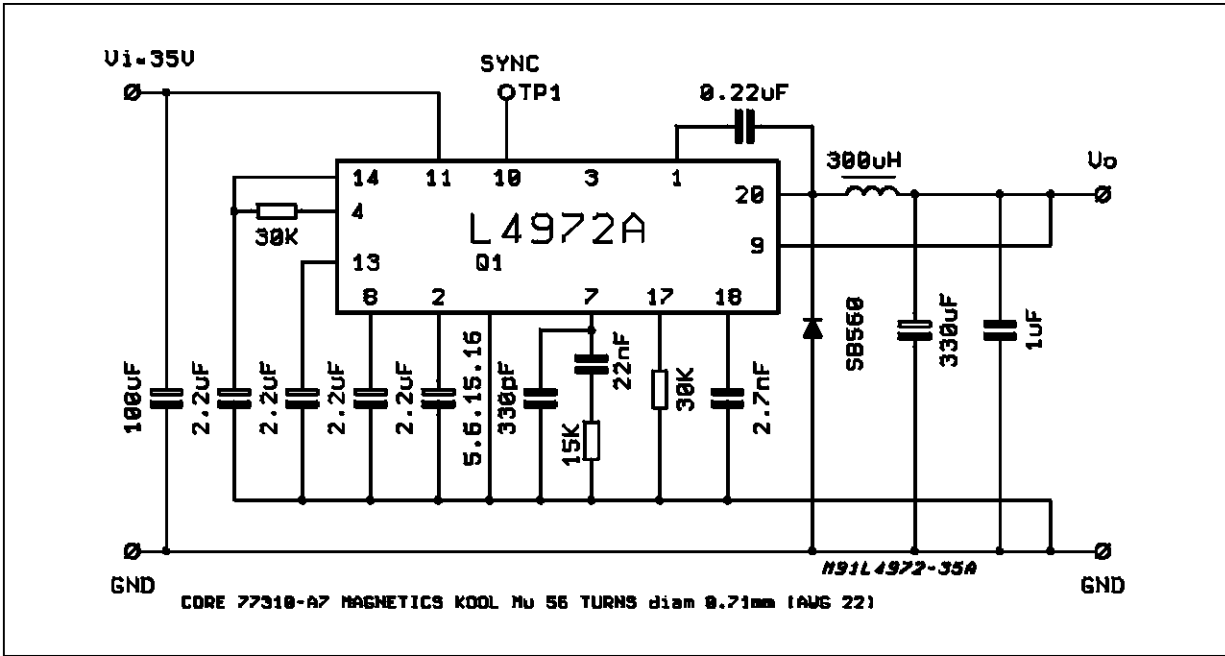 Vi=35V
SYNC
TP1
0.22uF
300uH
Vo
14
11
10
3
1
20
4
30K
L4972A
9
13
Q1
8
2
7
17
18
100uF
2.2uF
2.2uF
2.2uF
2.2uF
5.6.15.16
330pF
22nF
15K
30K
2.7nF
SB560
330uF
1uF
M91L4972-35A
GND
GND
CORE 77310-A7 MAGNETICS KOOL Mu 56 TURNS diam 0.71mm (AWG 22)